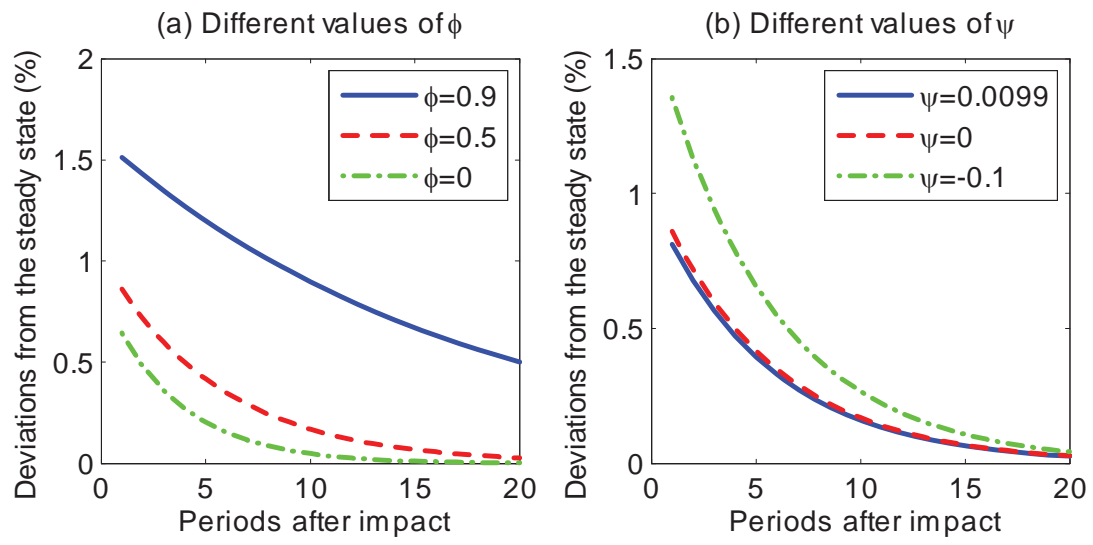 (a) Different values of ϕ
Deviations from the steady state (%)
2
1.5
1
0.5
0
ϕ=0.9
ϕ=0.5
ϕ=0
0
5
10
15
20
Periods after impact
(b) Different values of ψ
Deviations from the steady state (%)
1.5
1
0.5
0
ψ=0.0099
ψ=0
ψ=-0.1
0
5
10
15
20
Periods after impact